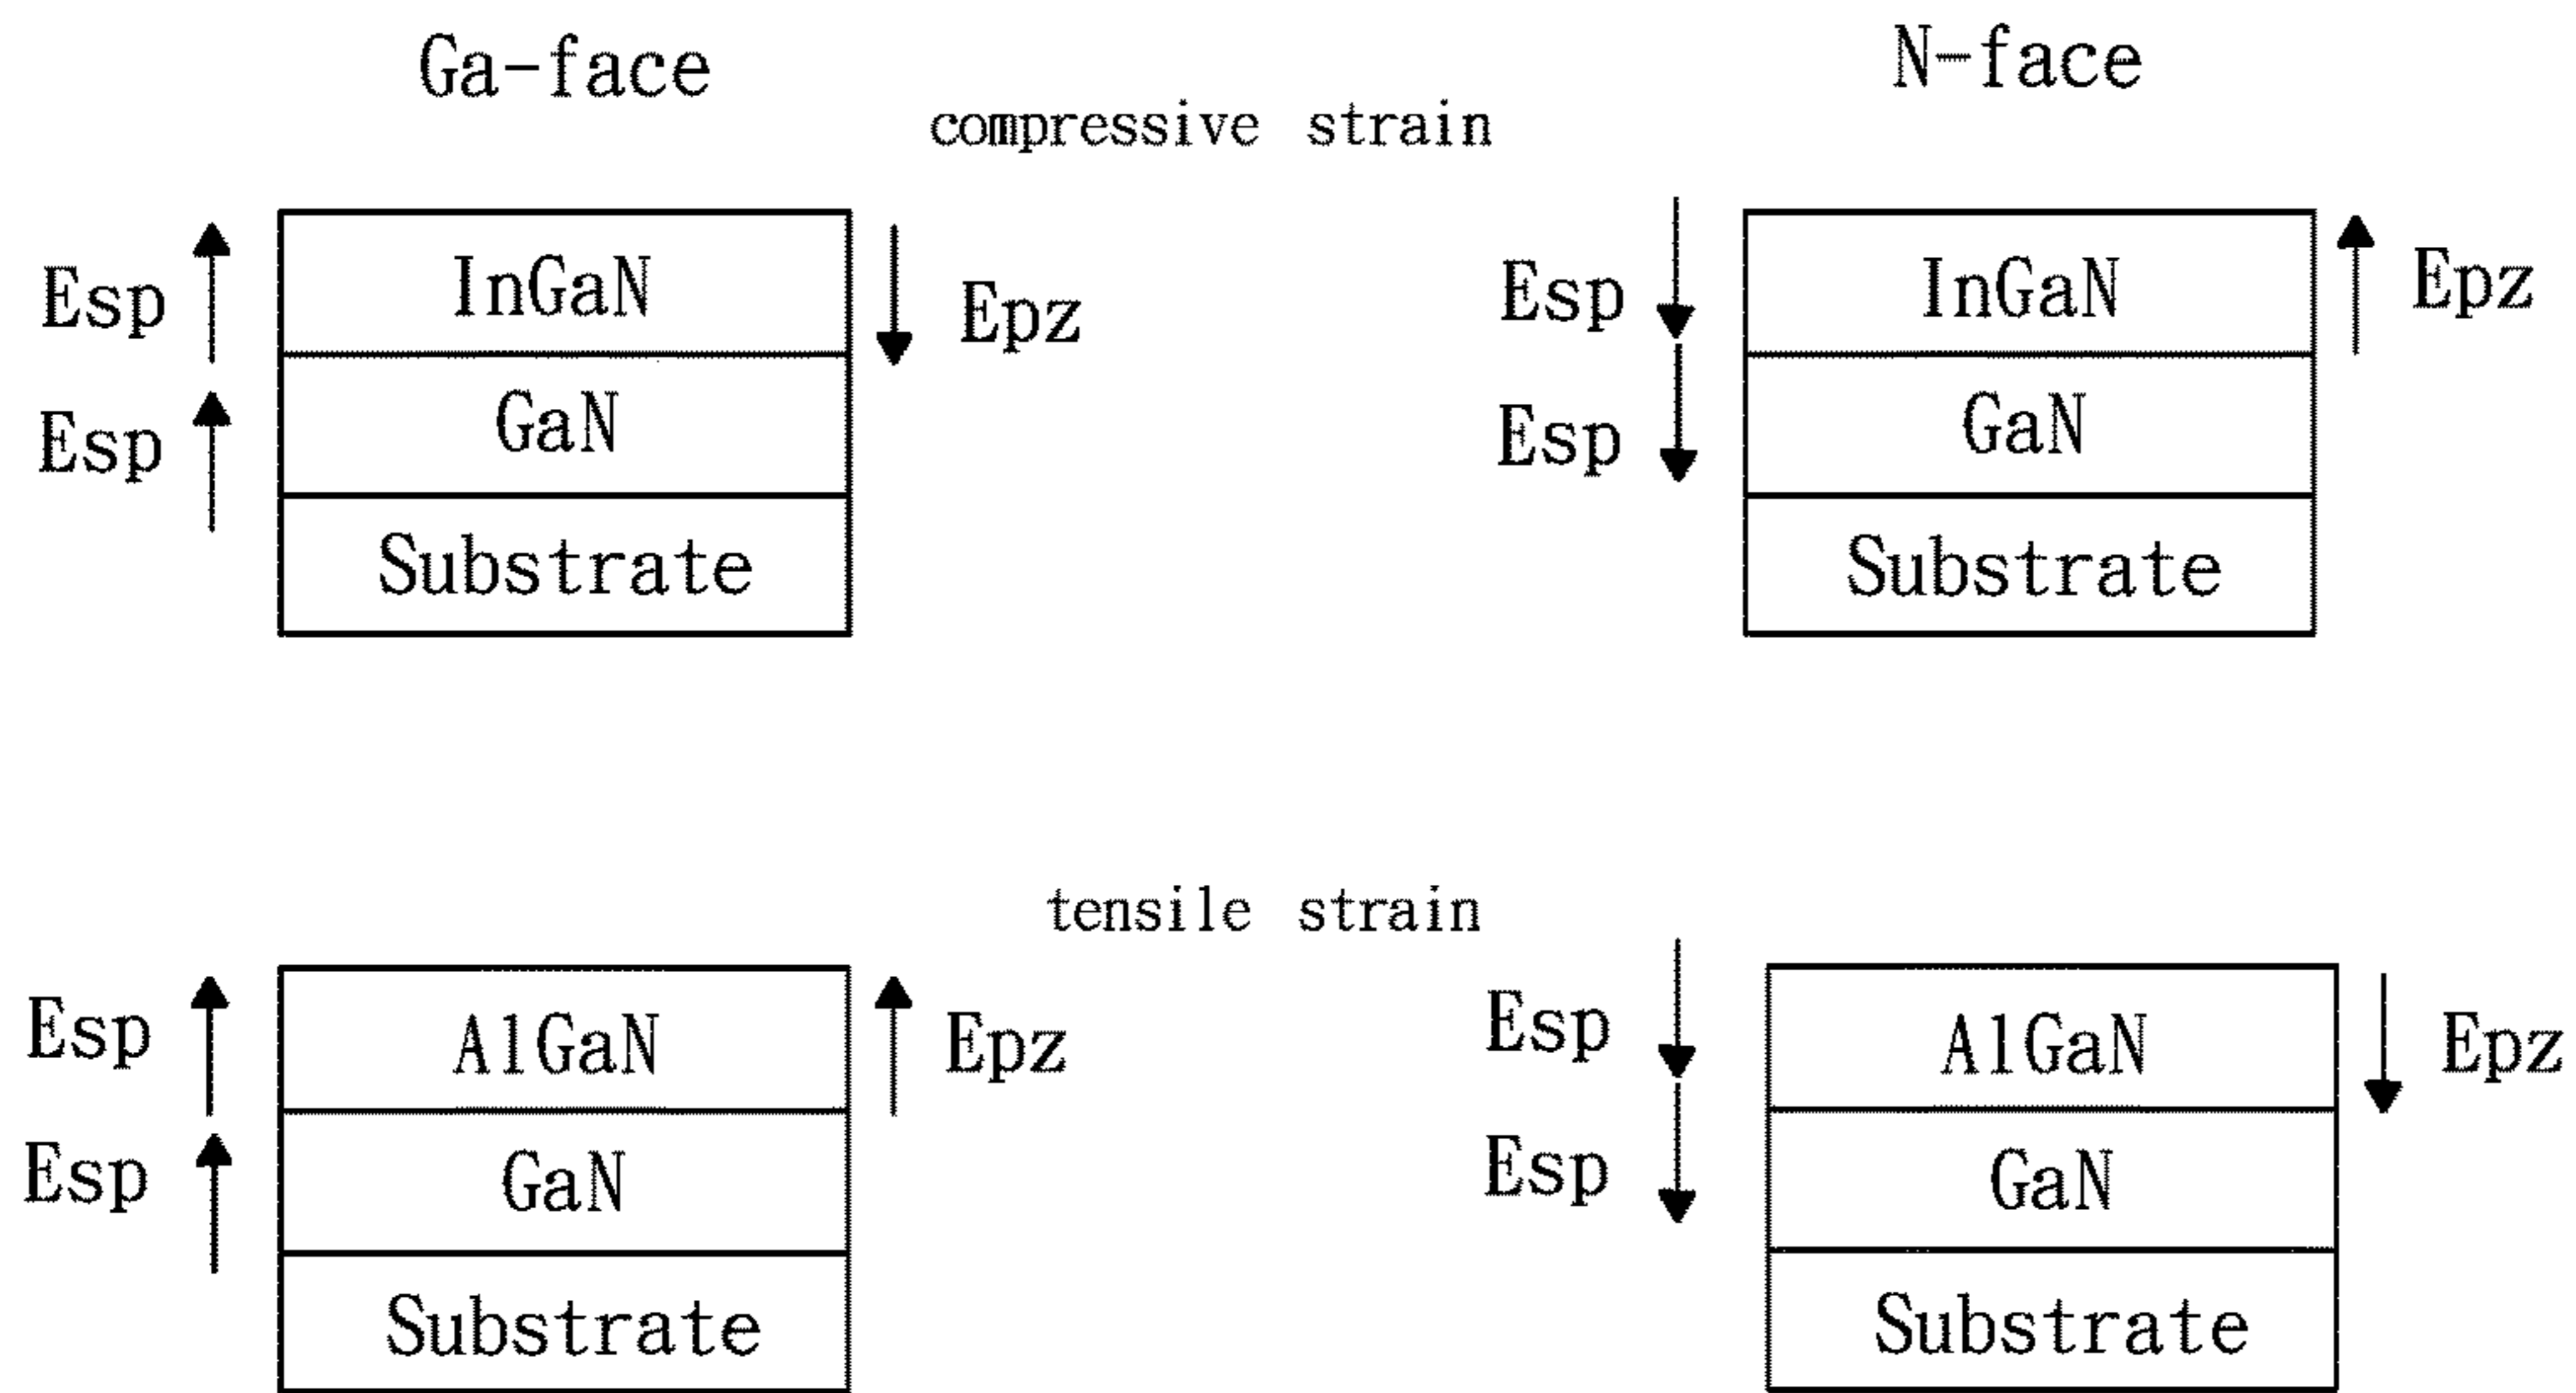 Ga-face
N-face
compressive strain
Esp
InGaN
Epz
Esp
GaN
Substrate
Esp
InGaN
Epz
Esp
GaN
Substrate
tensile strain
Esp
AlGaN
Epz
Esp
GaN
Substrate
Esp
AlGaN
Epz
Esp
GaN
Substrate